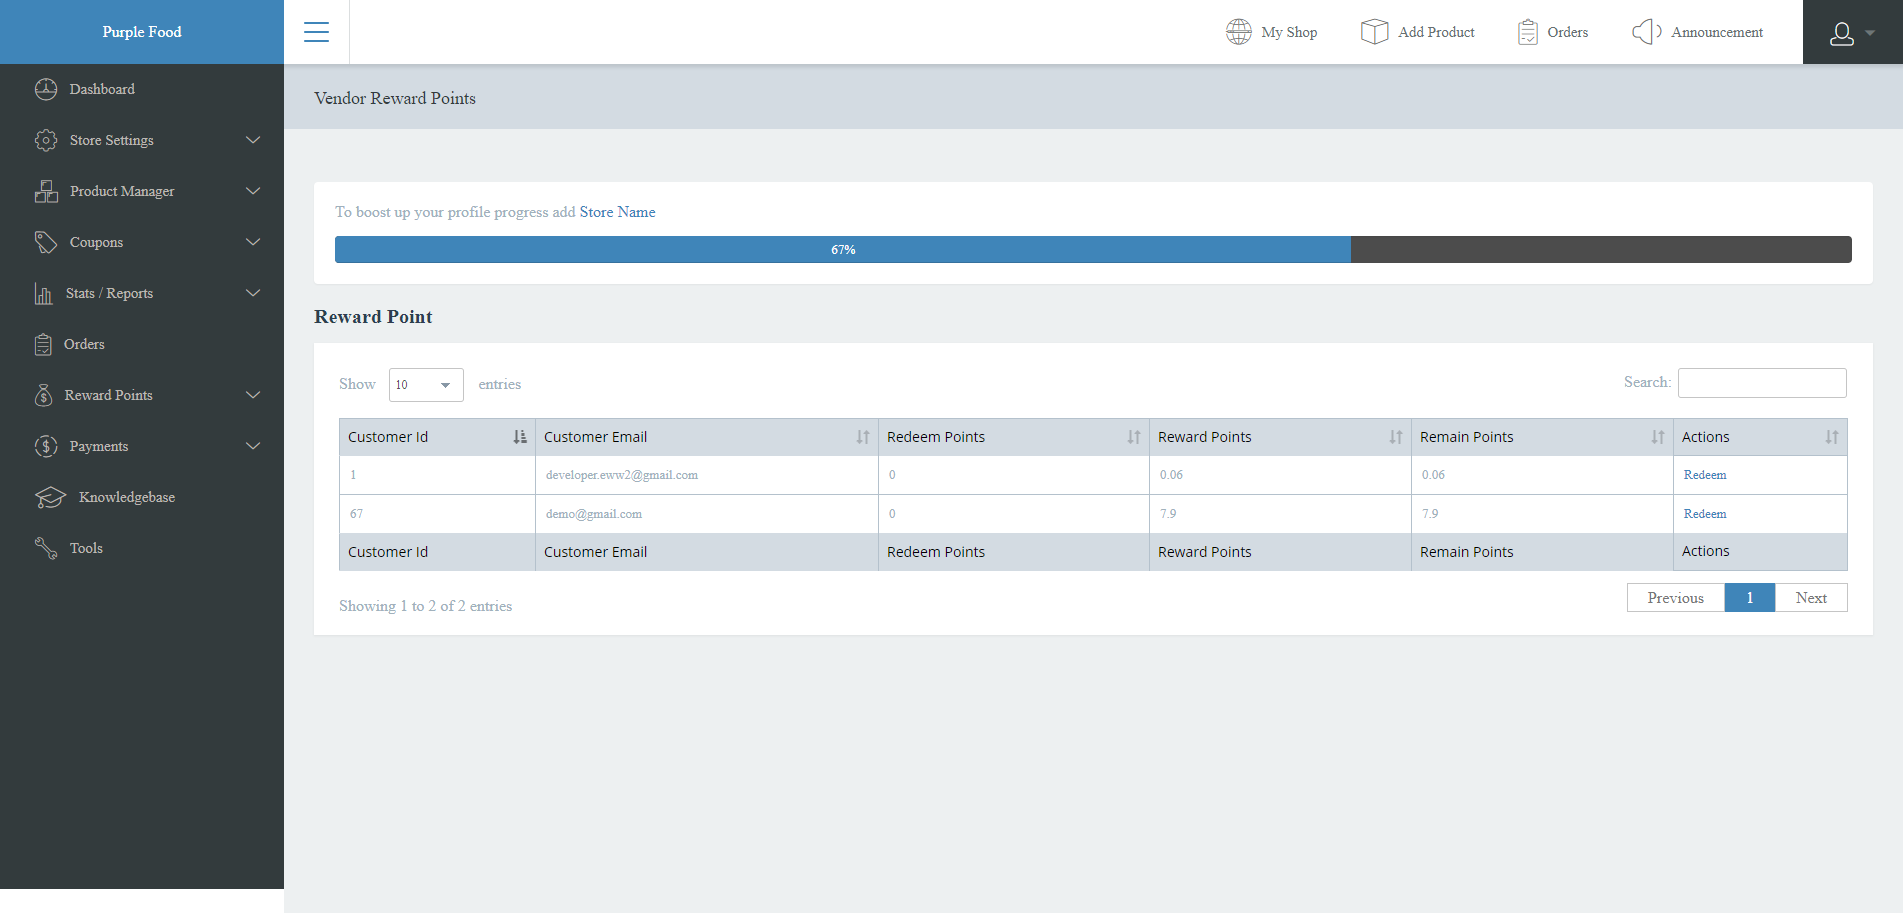 Purple Food
My Shop
Add Product
Orders
Announcement
Dashboard
Store Settings
Product Manager
Coupons
Stats / Reports
Orders
Reward Points
$
Payments
$
Knowledgebase
Tools
Vendor Reward Points
To boost up your profile progress add Store Name
67%
Reward Point
Show 10 entries
Search:
Customer Id Customer Email Redeem Points Reward Points Remain Points Actions
1 developer.eww2@gmail.com 0 0.06 0.06 Redeem
67 demo@gmail.com 0 7.9 7.9 Redeem
Customer Id Customer Email Redeem Points Reward Points Remain Points Actions
Showing 1 to 2 of 2 entries
Previous 1 Next